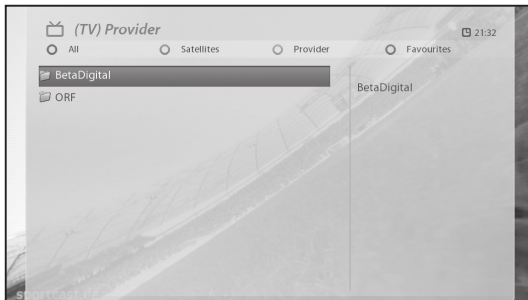 (TV) Provider
21:32
All
Satellites
Provider
Favourites
BetaDigital
BetaDigital
ORF